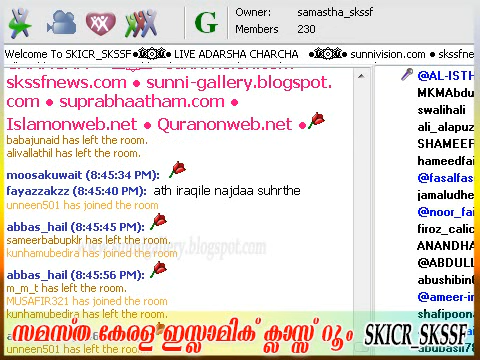 Owner: samastha_skssf
Members 230
Welcome To SKICR_SKSSF LIVE ADARSHA CHARCHA sunnivision.com ● skssfne
skssfnews.com ● sunni-gallery.blogspot.
com ● suprabhaatham.com ●
Islamonweb.net ● Quranonweb.net ●
babajunaid has left the room.
alivallathil has left the room.
moosakuwait (8:45:34 PM):
fayazzakzz (8:45:40 PM): ath iraqile najdaa suhrthe
unneen501 has joined the room
abbas_hail (8:45:45 PM):
sameerbabupklr has left the room.
kunhamubedira has joined the room
abbas_hail (8:45:56 PM):
m_m_t has left the room.
MUSAFIR321 has joined the room
kunhamubedira has left the room.
unneen501 has left the room.
@AL-ISTH
MKMAbdu
swalihali
ali_alapuz
SHAMEEF
hameedfai
@fasalfas
jamaludhe
@noor_fai
firoz_calic
ANANDHA
@ABDULL
abushibin
@ameer-i
shafipoon
abubasil78
സമസ്ത കേരള ഇസ്ലാമിക് ക്ലാസ്സ് റൂം SKICR_SKSSF